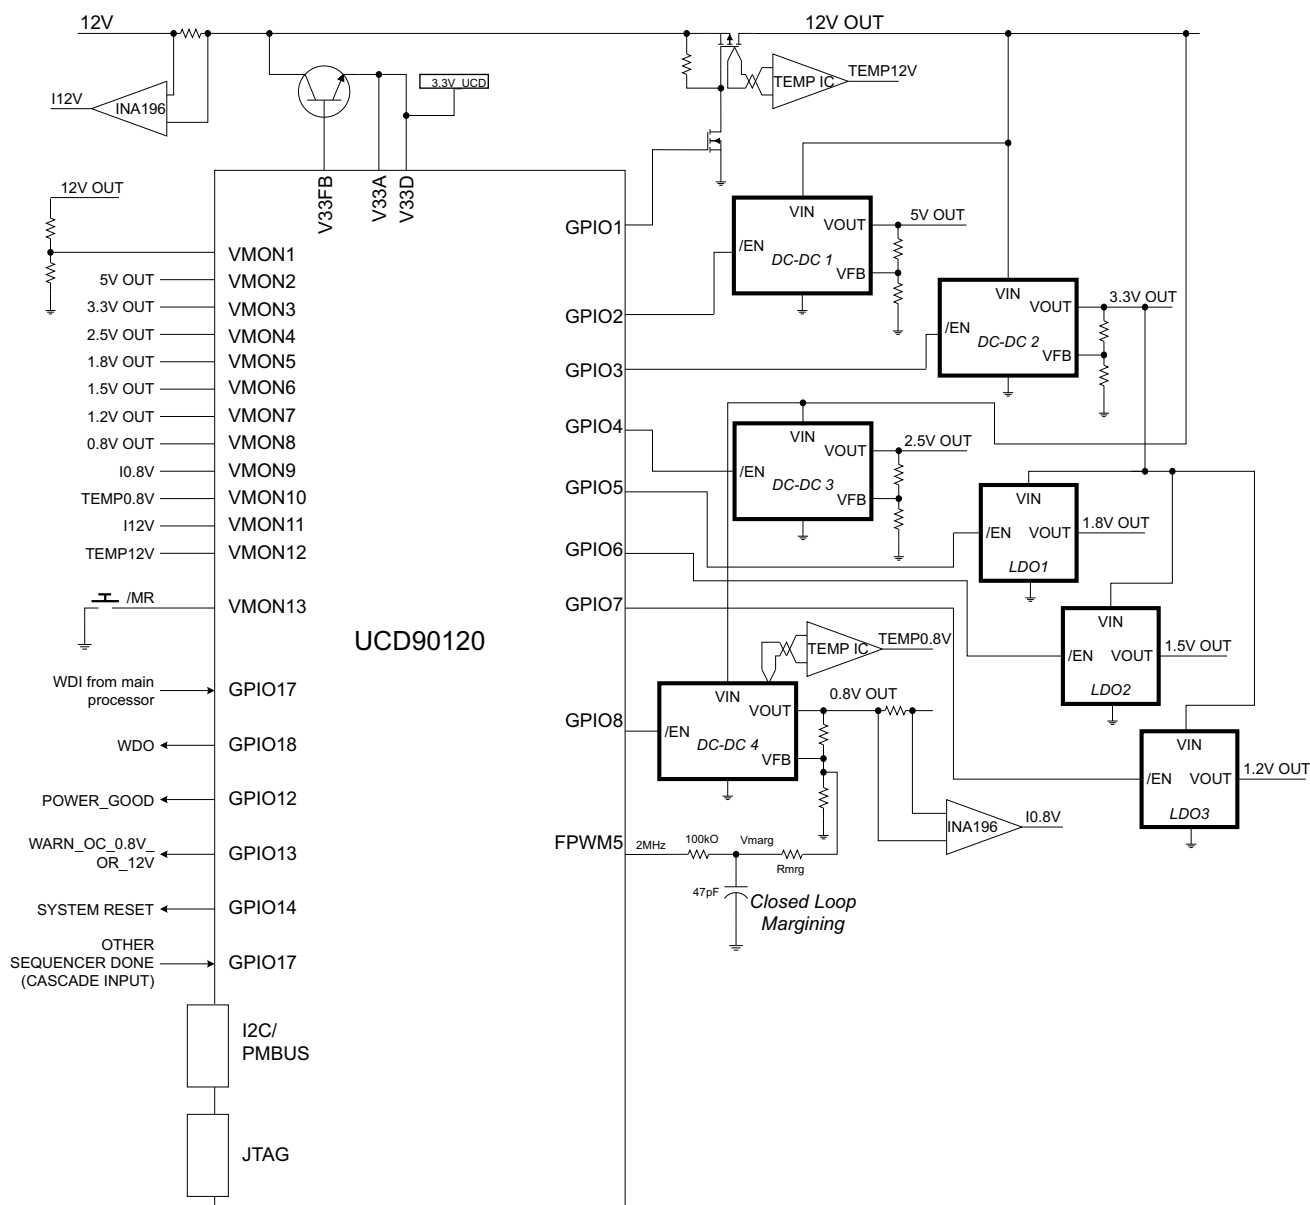 12V
12V OUT
I12V
INA196
3.3V_UCD
TEMP IC
TEMP12V
V33FB
V33A
V33D
12V OUT
VMON1
5V OUT
VMON2
3.3V OUT
VMON3
2.5V OUT
VMON4
1.8V OUT
VMON5
1.5V OUT
VMON6
1.2V OUT
VMON7
0.8V OUT
VMON8
I0.8V
VMON9
TEMP0.8V
VMON10
I12V
VMON11
TEMP12V
VMON12
/MR
VMON13
UCD90120
WDI from main
processor
GPIO17
WDO
GPIO18
POWER_GOOD
GPIO12
WARN_OC_0.8V_
OR_12V
GPIO13
SYSTEM RESET
GPIO14
OTHER
SEQUENCER DONE
(CASCADE INPUT)
GPIO17
I2C/
PMBUS
JTAG
GPIO1
GPIO2
GPIO3
GPIO4
GPIO5
GPIO6
GPIO7
GPIO8
FPWM5
VIN
VOUT
/EN
DC-DC 1
VFB
5V OUT
VIN
VOUT
/EN
DC-DC 2
VFB
3.3V OUT
VIN
VOUT
/EN
DC-DC 3
VFB
2.5V OUT
VIN
/EN
VOUT
LDO1
1.8V OUT
VIN
/EN
VOUT
LDO2
1.5V OUT
VIN
/EN
VOUT
LDO3
1.2V OUT
TEMP IC
TEMP0.8V
VIN
VOUT
/EN
DC-DC 4
VFB
0.8V OUT
INA196
I0.8V
2MHz
100kO
Vmarg
Rmrg
47pF
Closed Loop
Margining